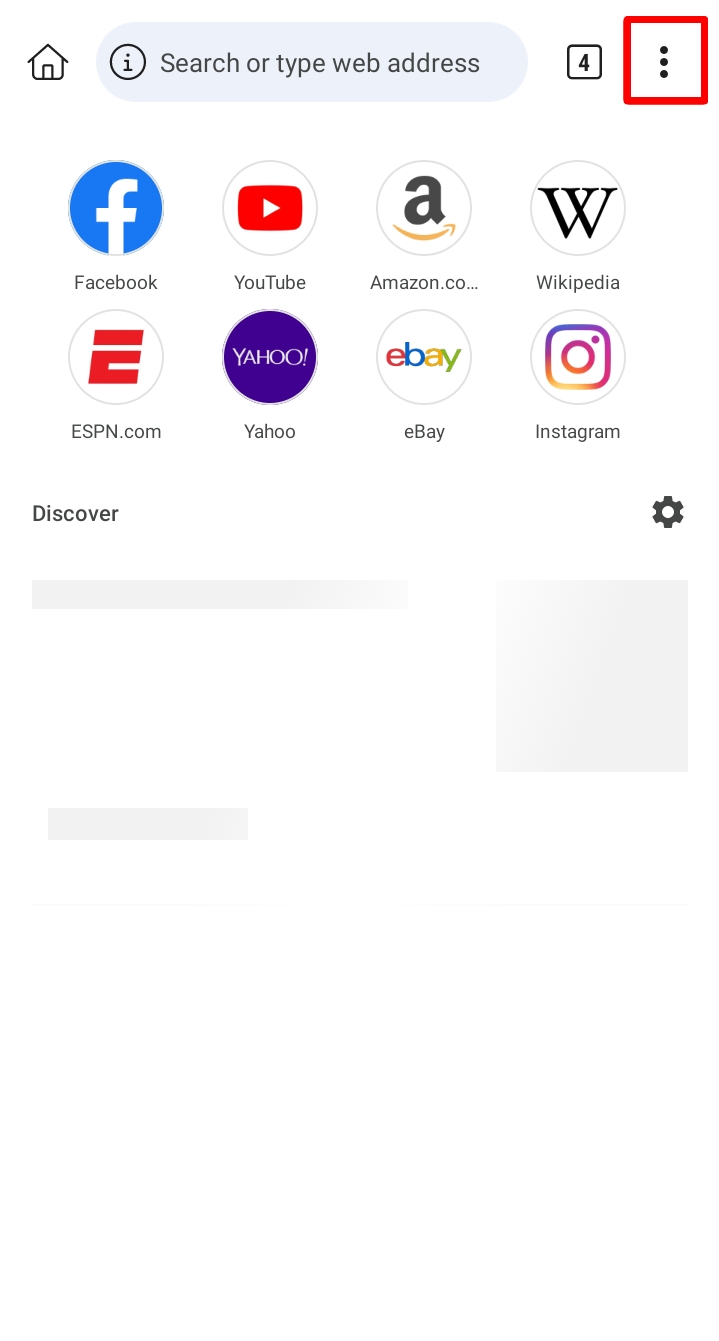 Search or type web address
4
Facebook
YouTube
Amazon.co...
Wikipedia
YAHOO!
ebay
ESPN.com
Yahoo
eBay
Instagram
Discover